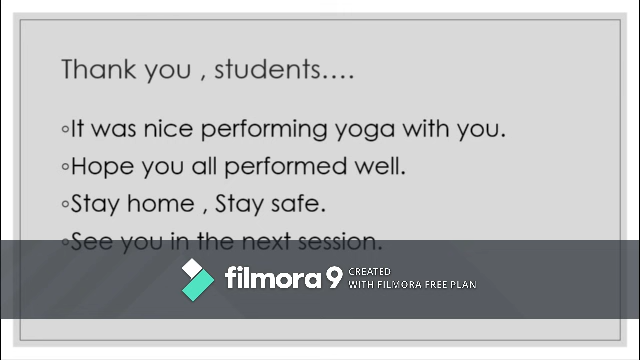 Thank you , students....
◦It was nice performing yoga with you.
◦Hope you all performed well.
◦Stay home , Stay safe.
◦See you in the next session.
filmora 9
CREATED
WITH FILMORA FREE PLAN